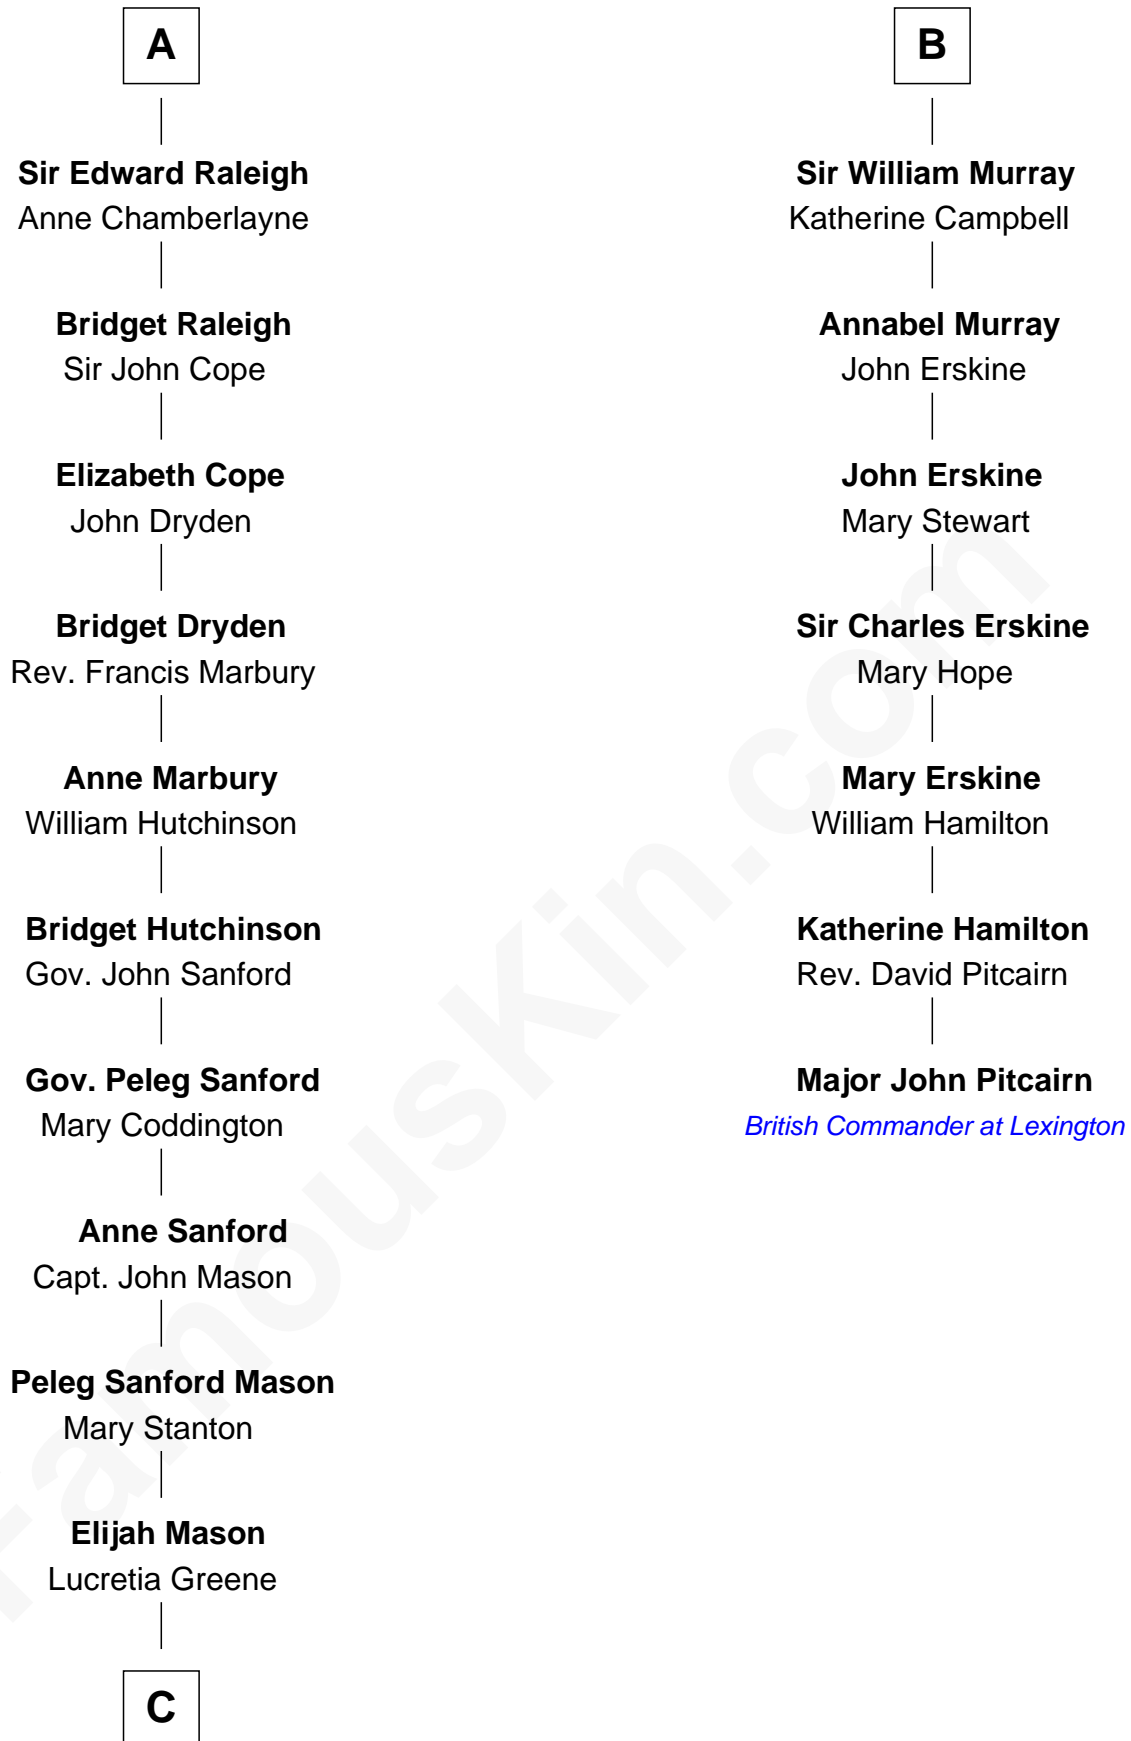 A
Sir Edward Raleigh
Anne Chamberlayne
Bridget Raleigh
Sir John Cope
Elizabeth Cope
John Dryden
Bridget Dryden
Rev. Francis Marbury
Anne Marbury
William Hutchinson
Bridget Hutchinson
Gov. John Sanford
Gov. Peleg Sanford
Mary Coddington
Anne Sanford
Capt. John Mason
Peleg Sanford Mason
Mary Stanton
Elijah Mason
Lucretia Greene
C
B
Sir William Murray
Katherine Campbell
Annabel Murray
John Erskine
John Erskine
Mary Stewart
Sir Charles Erskine
Mary Hope
Mary Erskine
William Hamilton
Katherine Hamilton
Rev. David Pitcairn
Major John Pitcairn
British Commander at Lexington
FamousKin.com